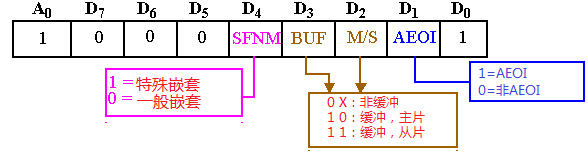 A0 D7 D6 D5 D4 D3 D2 D1 D0
1 0 0 0 SFNM BUF M/S AEOI 1
1=特殊嵌套
0=一般嵌套
0 X：非缓冲
1 0：缓冲，主片
1 1：缓冲，从片
1=AEOI
0=非AEOI